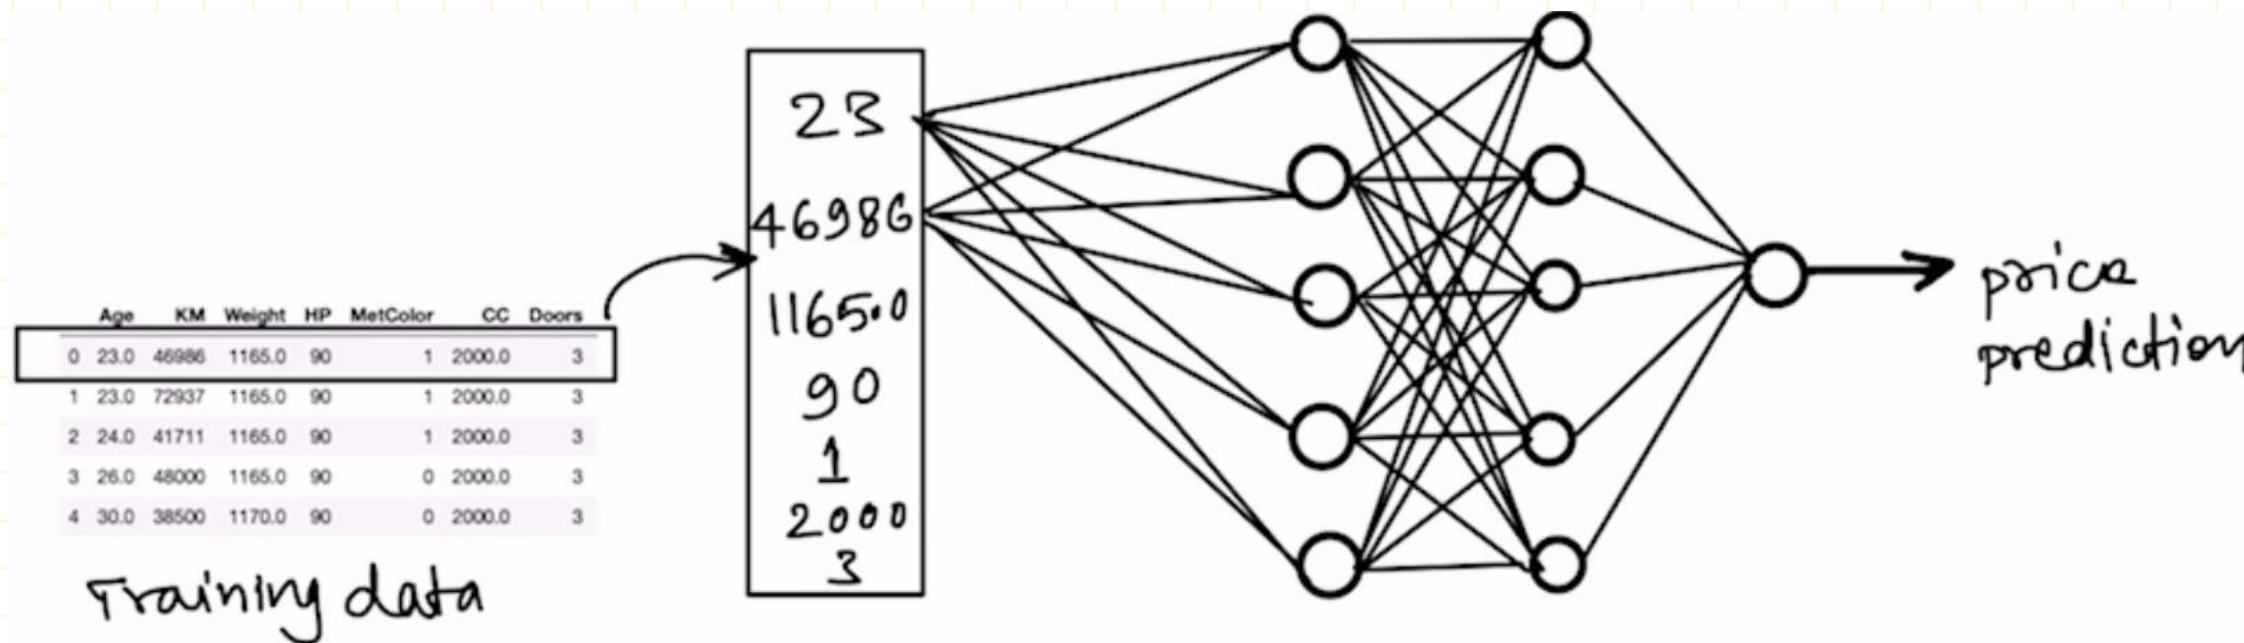 Age KM Weight HP MetColor CC Doors
0 23.0 46986 1165.0 90 1 2000.0 3
1 23.0 72937 1165.0 90 1 2000.0 3
2 24.0 41711 1165.0 90 1 2000.0 3
3 26.0 48000 1165.0 90 0 2000.0 3
4 30.0 38500 1170.0 90 0 2000.0 3
Training data
23
46986
1165.0
90
1
2000
3
price
prediction